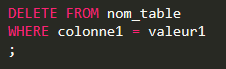 DELETE FROM nom_table
WHERE colonne1 = valeur1
;